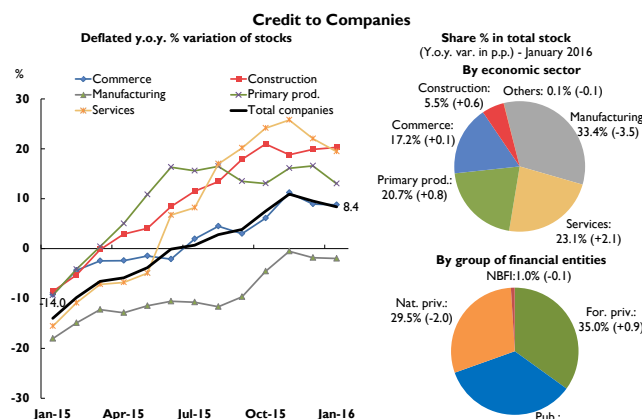 Credit to Companies
Deflated y.o.y. % variation of stocks
%
Commerce
Construction
Manufacturing
Primary prod.
Services
Total companies
30
20
10
0
-10
-20
-30
-14.0
8.4
Jan-15
Apr-15
Jul-15
Oct-15
Jan-16
Share % in total stock
(Y.o.y. var. in p.p.) - January 2016
By economic sector
Construction:
5.5% (+0.6)
Others: 0.1% (-0.1)
Manufacturing
33.4% (-3.5)
Commerce:
17.2% (+0.1)
Primary prod.:
20.7% (+0.8)
Services:
23.1% (+2.1)
By group of financial entities
NBFI:1.0% (-0.1)
Nat. priv.:
29.5% (-2.0)
For. priv.:
35.0% (+0.9)
Pub.: